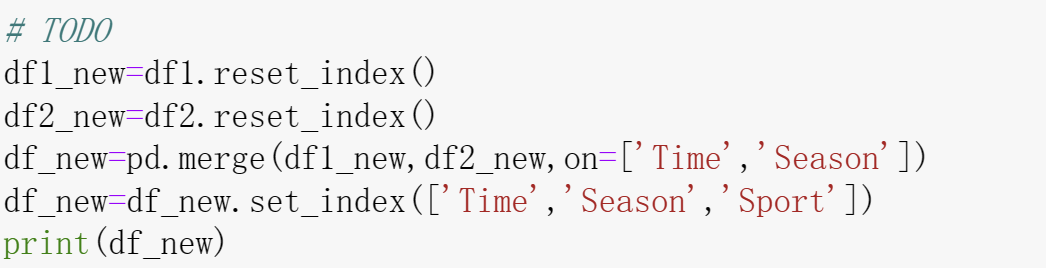 # TODO
df1_new=df1.reset_index()
df2_new=df2.reset_index()
df_new=pd.merge(df1_new,df2_new,on=['Time','Season'])
df_new=df_new.set_index(['Time','Season','Sport'])
print(df_new)